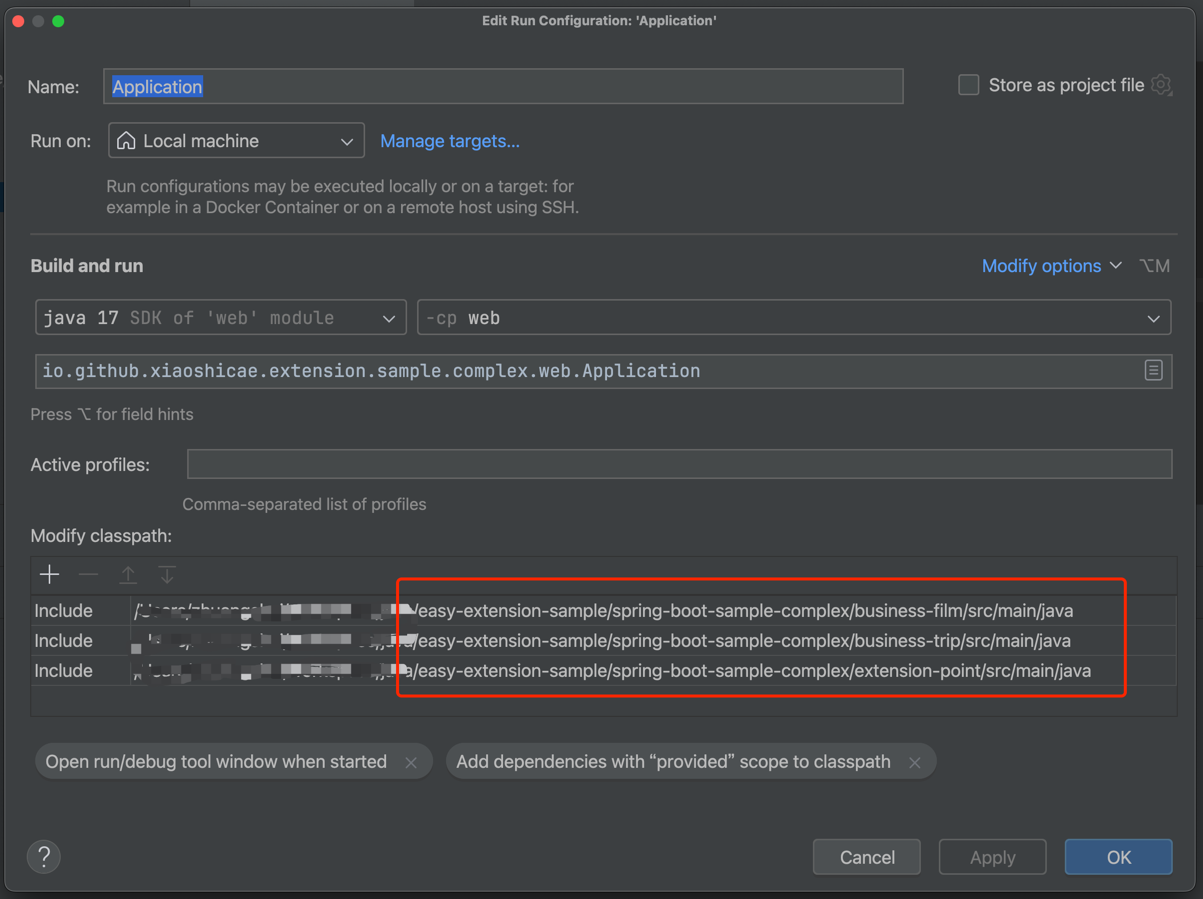 Edit Run Configuration: 'Application'
Name: Application Store as project file
Run on: Local machine Manage targets...
Run configurations may be executed locally or on a target: for
example in a Docker Container or on a remote host using SSH.
Build and run Modify options ⌥M
java 17 SDK of 'web' module -cp web
io.github.xiaoshicae.extension.sample.complex.web.Application
Press ⌥ for field hints
Active profiles:
Comma-separated list of profiles
Modify classpath:
Include /easy-extension-sample/spring-boot-sample-complex/business-film/src/main/java
Include /easy-extension-sample/spring-boot-sample-complex/business-trip/src/main/java
Include /easy-extension-sample/spring-boot-sample-complex/extension-point/src/main/java
Open run/debug tool window when started × Add dependencies with “provided” scope to classpath ×
? Cancel Apply OK